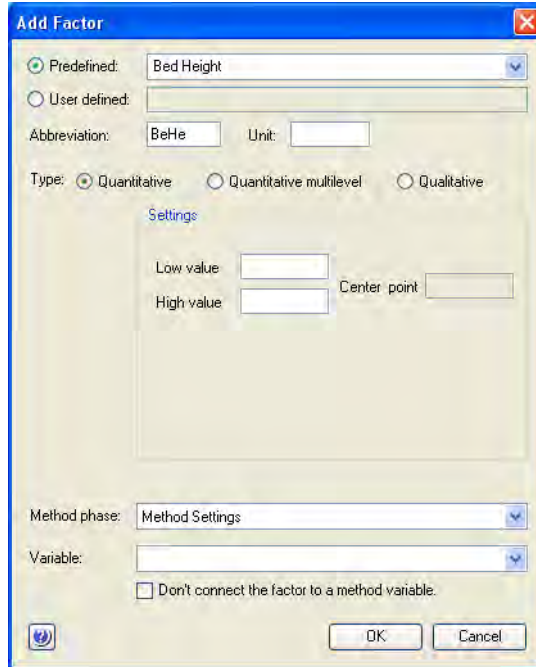 Add Factor
Predefined: Bed Height
User defined:
Abbreviation: BeHe Unit:
Type: Quantitative Quantitative multilevel Qualitative
Settings
Low value
Center point
High value
Method phase: Method Settings
Variable:
Don't connect the factor to a method variable.
OK Cancel